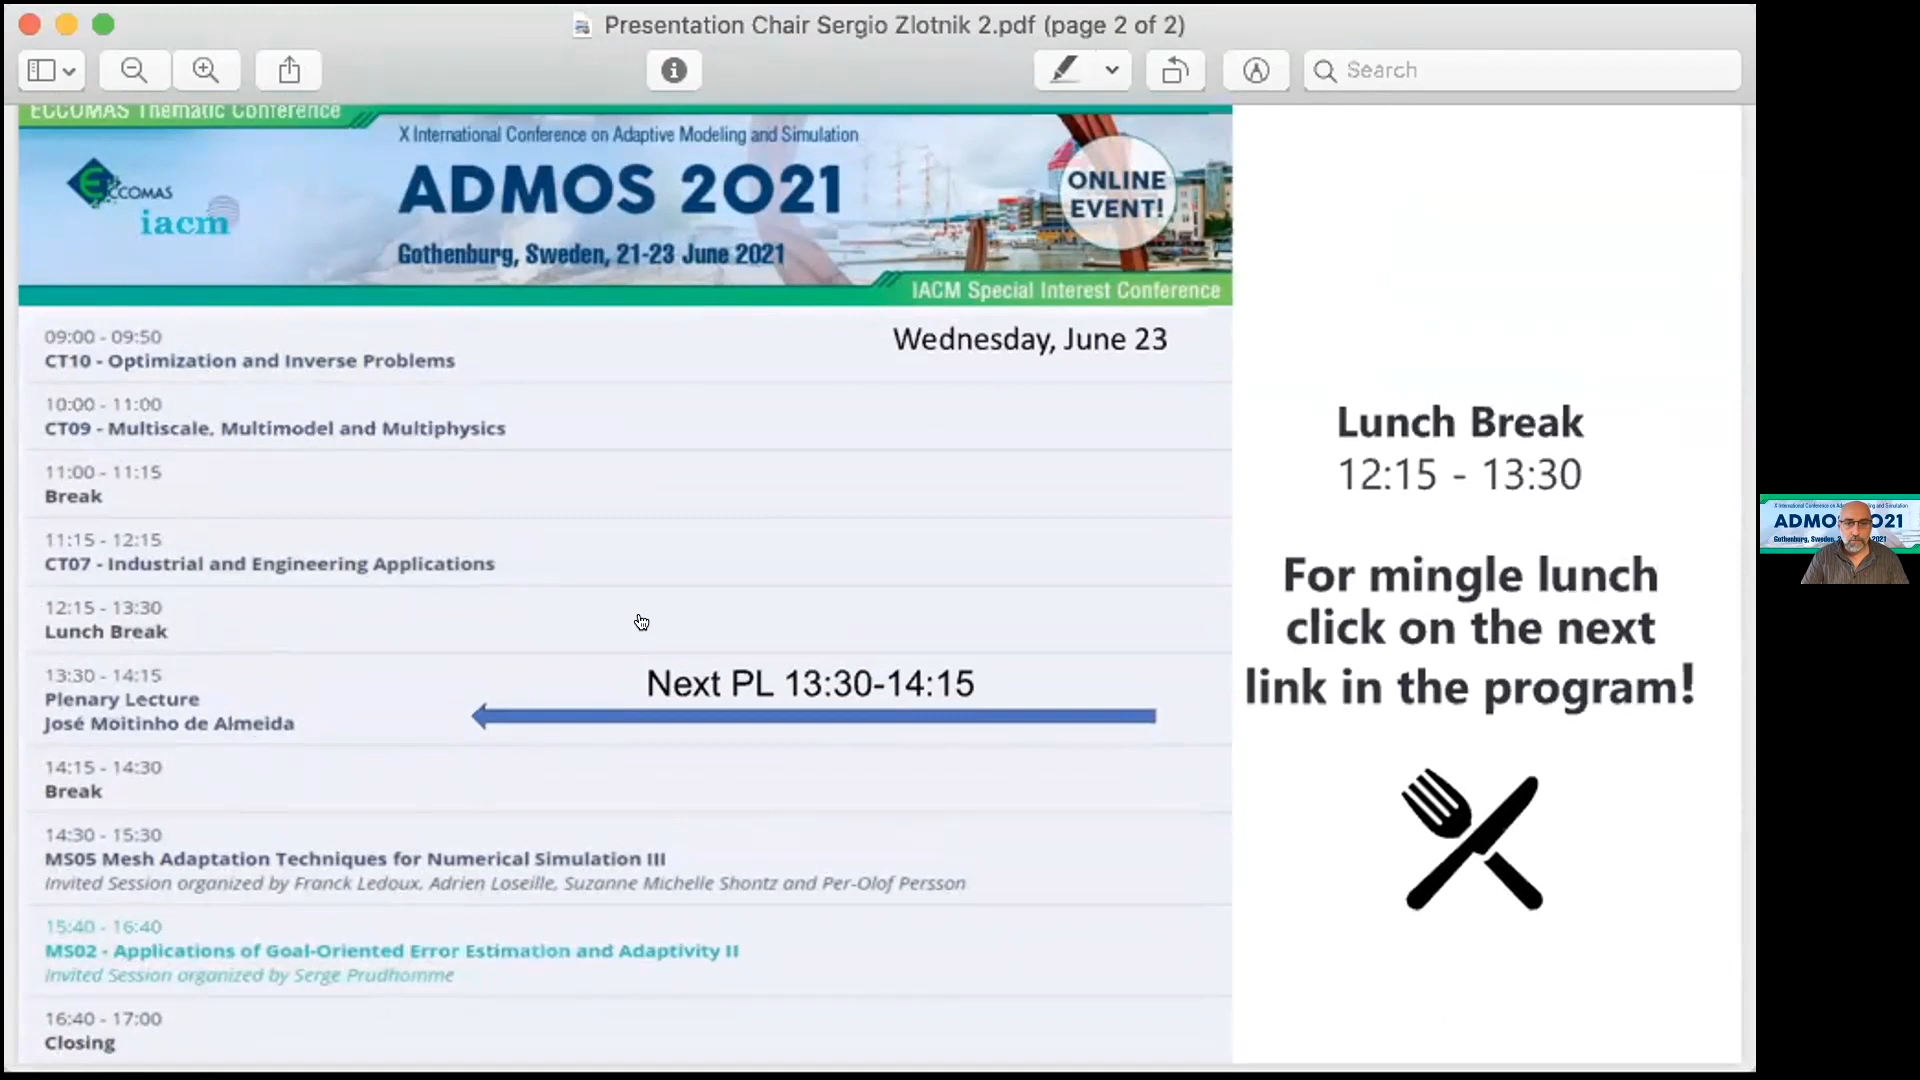 Presentation Chair Sergio Zlotnik 2.pdf (page 2 of 2)
Search
ECCOMAS Thematic Conference
X International Conference on Adaptive Modeling and Simulation
ADMOS 2021
Gothenburg, Sweden, 21-23 June 2021
ECCOMAS
iacm
ONLINE
EVENT!
IACM Special Interest Conference
Wednesday, June 23
09:00 - 09:50
CT10 - Optimization and Inverse Problems
10:00 - 11:00
CT09 - Multiscale, Multimodel and Multiphysics
11:00 - 11:15
Break
11:15 - 12:15
CT07 - Industrial and Engineering Applications
12:15 - 13:30
Lunch Break
13:30 - 14:15
Plenary Lecture
José Moitinho de Almeida
Next PL 13:30-14:15
14:15 - 14:30
Break
14:30 - 15:30
MS05 Mesh Adaptation Techniques for Numerical Simulation III
Invited Session organized by Franck Ledoux, Adrien Loseille, Suzanne Michelle Shontz and Per-Olof Persson
15:40 - 16:40
MS02 - Applications of Goal-Oriented Error Estimation and Adaptivity II
Invited Session organized by Serge Prudhomme
16:40 - 17:00
Closing
Lunch Break
12:15 - 13:30
For mingle lunch
click on the next
link in the program!